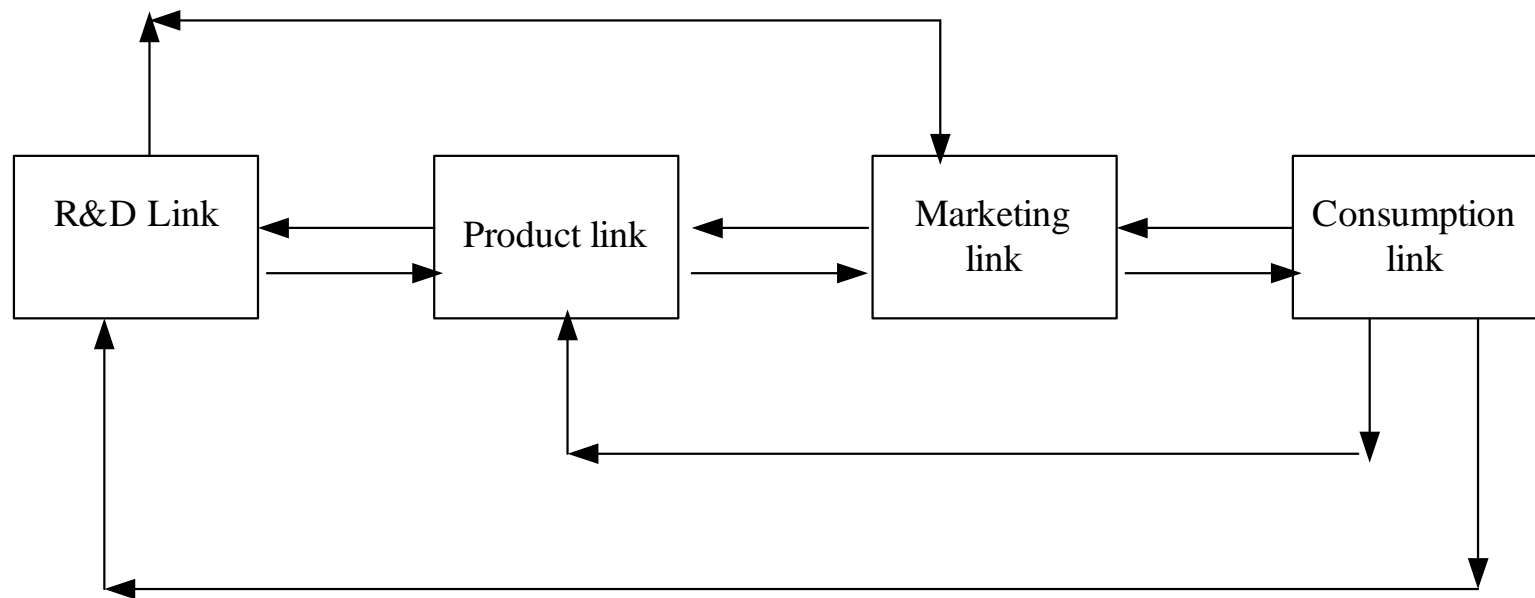 R&D Link
Product link
Marketing
link
Consumption
link